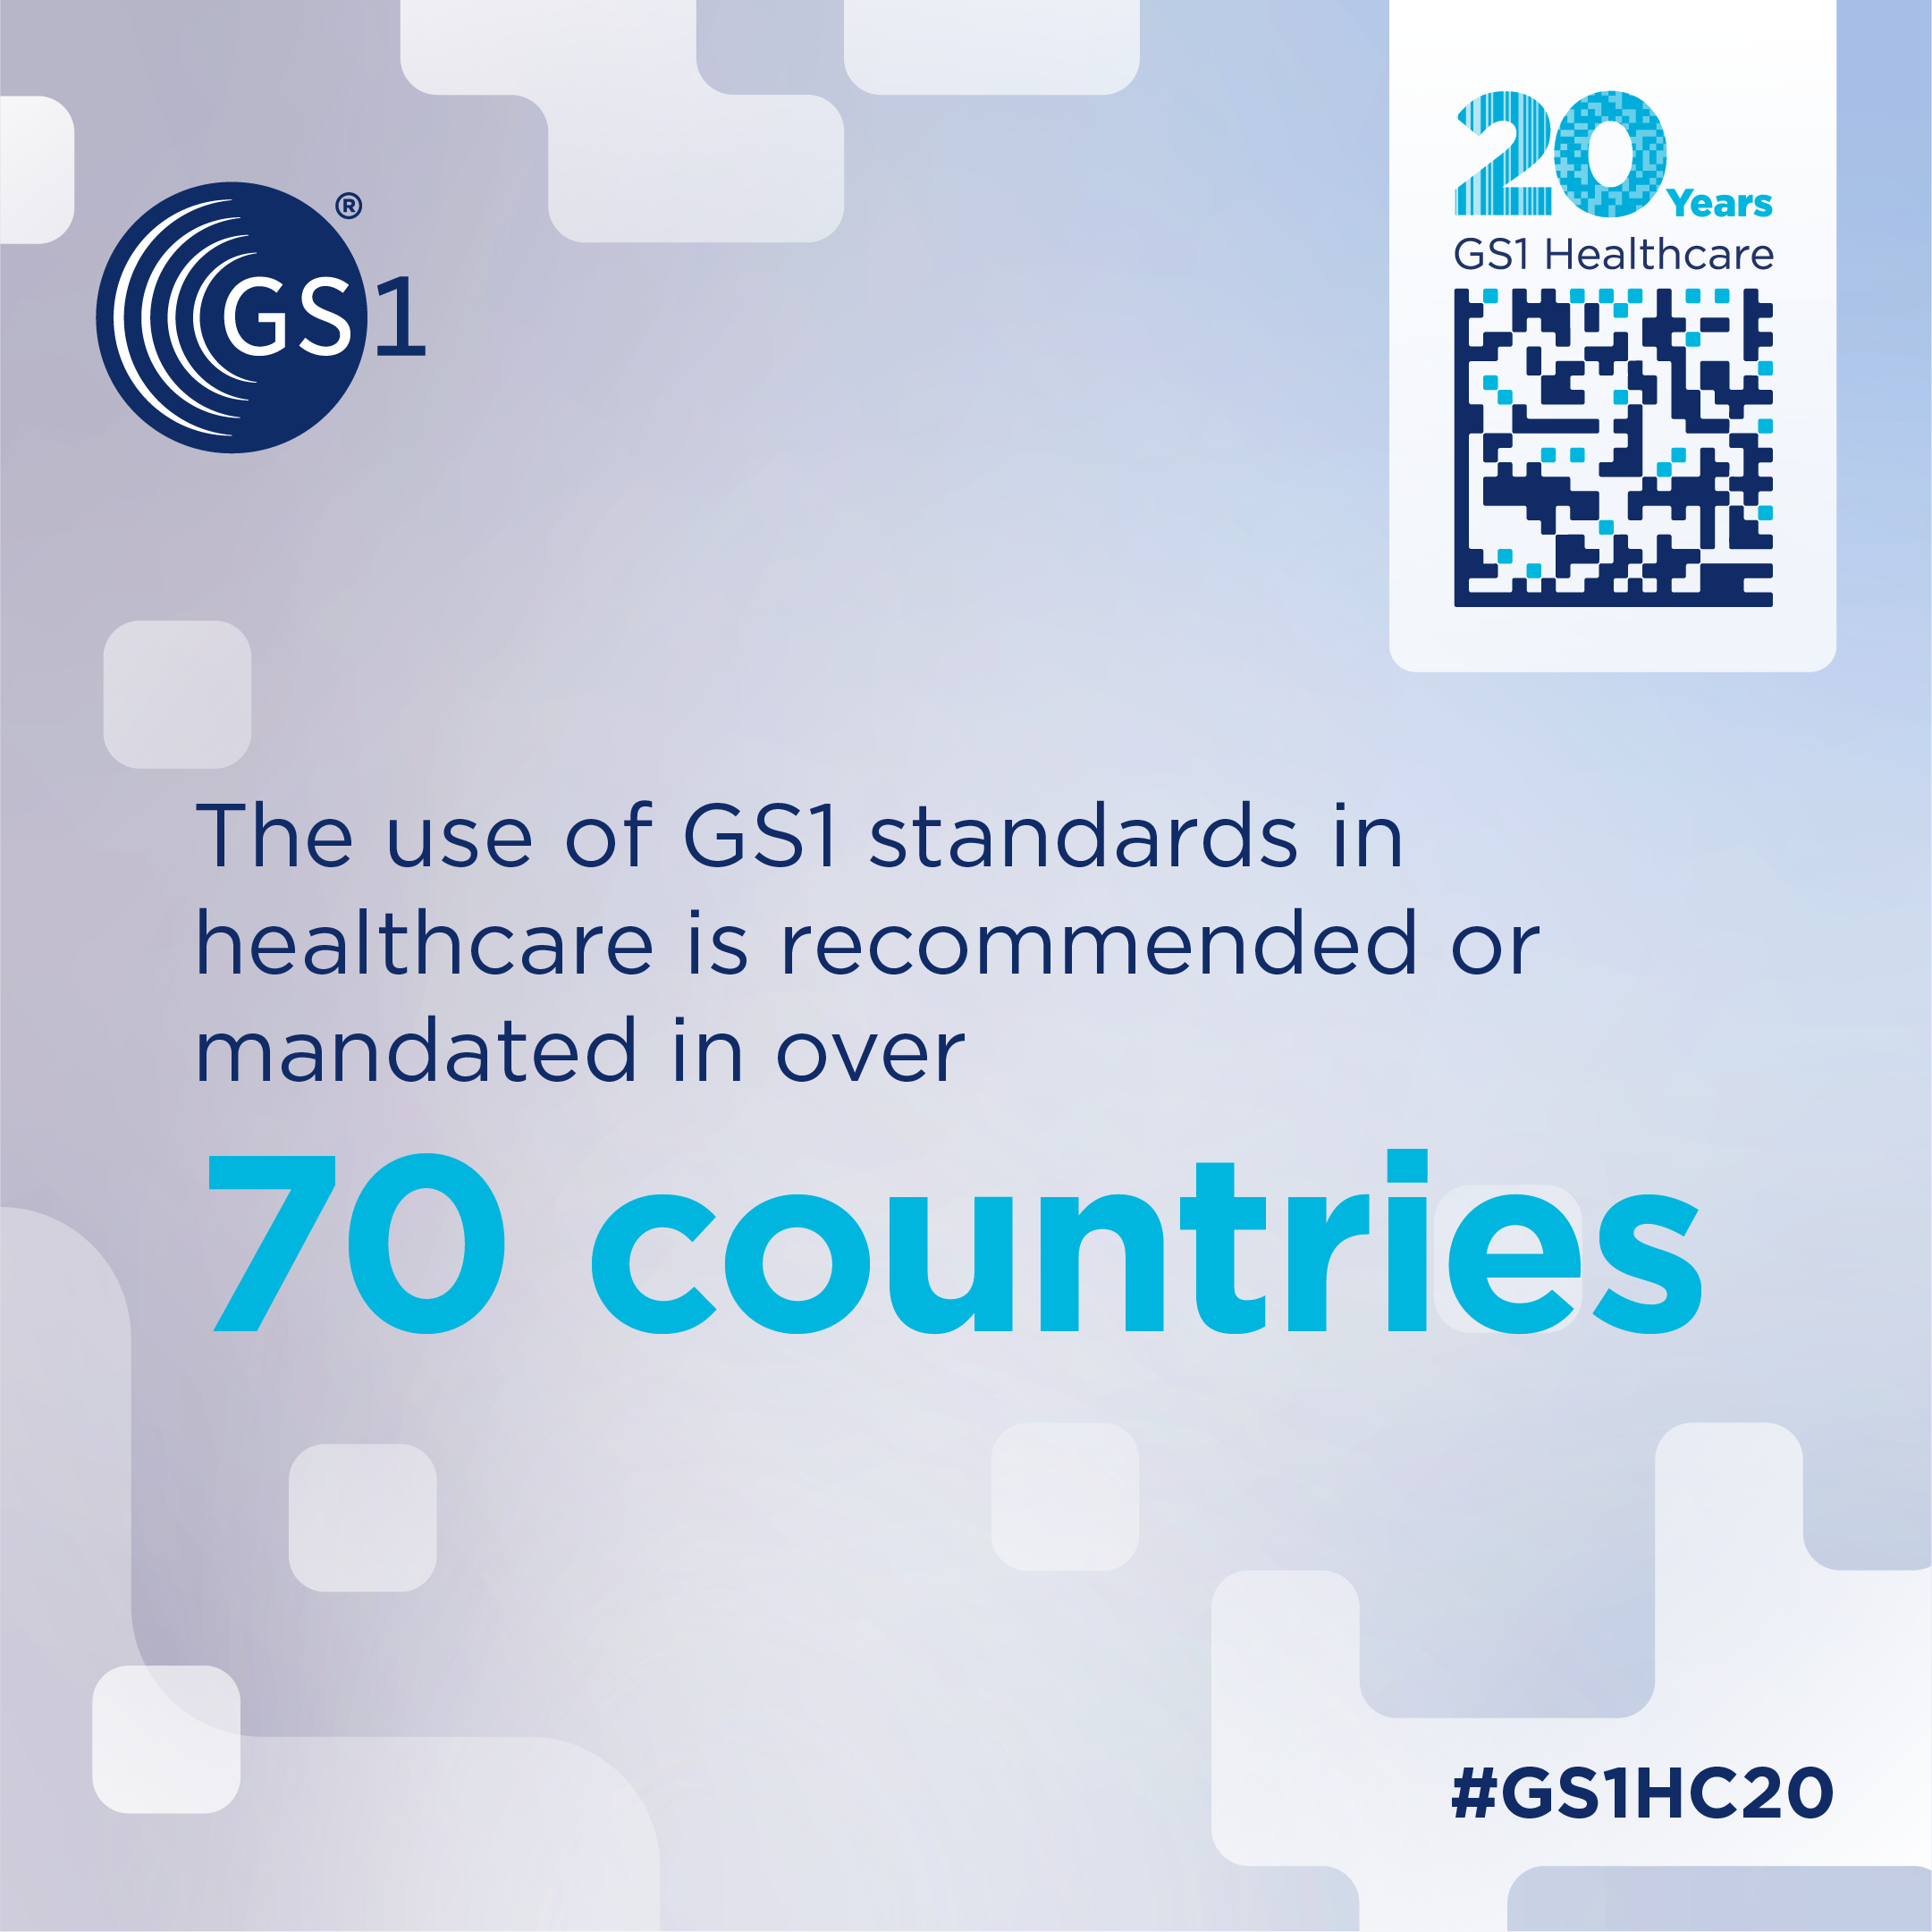 GS1®
20 Years
GS1 Healthcare
The use of GS1 standards in
healthcare is recommended or
mandated in over
70 countries
#GS1HC20